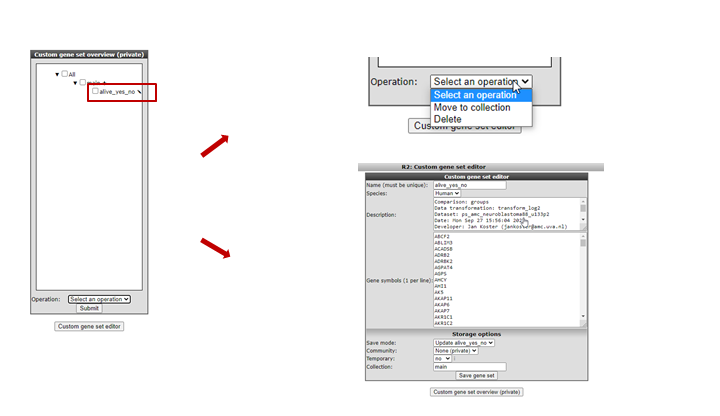 Custom gene set overview (private)
▼ All
▼ main
alive_yes_no
Operation: Select an operation
Submit
Custom gene set editor
Operation: Select an operation
Select an operation
Move to collection
Delete
Custom gene set editor
R2: Custom gene set editor
Custom gene set editor
Name (must be unique): alive_yes_no
Species: Human
Description:
Comparison: groups
Data transformation: transform_log2
Dataset: ps_amc_neuroblastoma88_u133p2
Date: Mon Sep 27 15:56:04
Developer: Jan Koster (jankoster@amc.uva.nl)
Gene symbols (1 per line):
ABCF2
ABLIM3
ACADSB
ADRB2
ADRBK2
AGPAT4
AGPS
AHCY
AHI1
AK5
AKAP11
AKAP6
AKAP7
AKR1C1
AKR1C2
Storage options
Save mode: Update alive_yes_no
Community: None (private)
Temporary: no
Collection: main
Save gene set
Custom gene set overview (private)